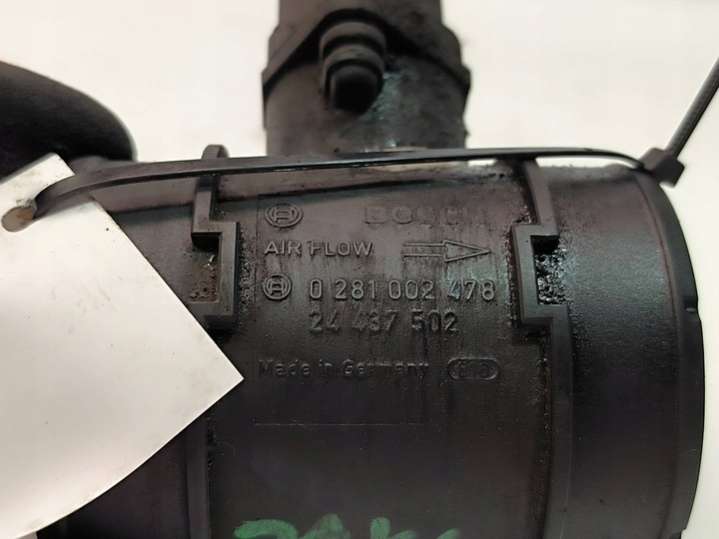 BOSCH
AIR FLOW
0 281 002 478
24 437 502
Made in Germany